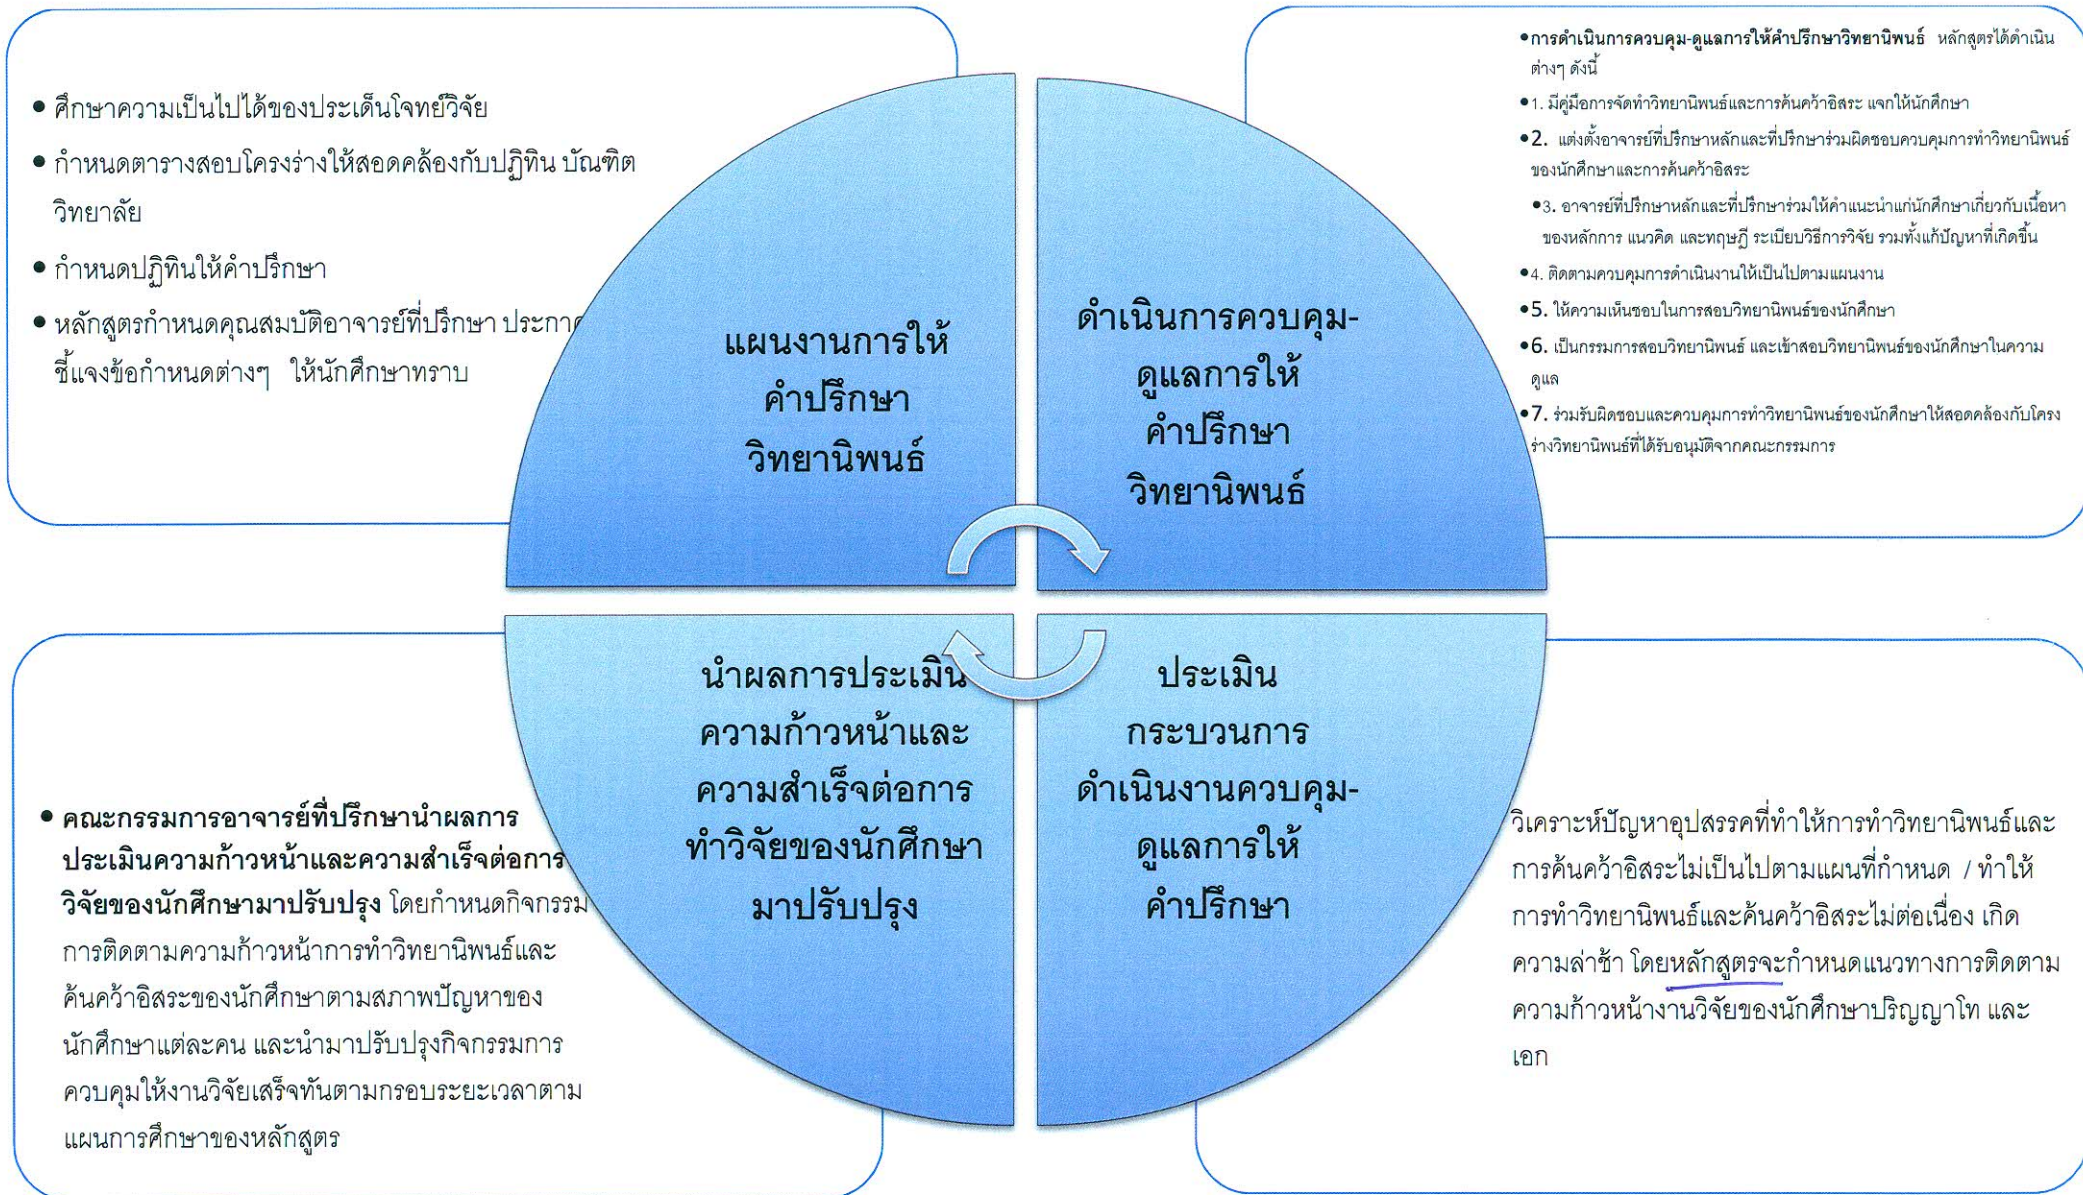 ● ศึกษาความเป็นไปได้ของประเด็นโจทย์วิจัย
● กำหนดตารางสอบโครงร่างให้สอดคล้องกับปฏิทิน บัณฑิต
วิทยาลัย
● กำหนดปฏิทินให้คำปรึกษา
● หลักสูตรกำหนดคุณสมบัติอาจารย์ที่ปรึกษา ประกาศ
ชี้แจงข้อกำหนดต่างๆ ให้นักศึกษาทราบ
แผนงานการให้
คำปรึกษา
วิทยานิพนธ์
ดำเนินการควบคุม-
ดูแลการให้
คำปรึกษา
วิทยานิพนธ์
●การดำเนินการควบคุม-ดูแลการให้คำปรึกษาวิทยานิพนธ์ หลักสูตรได้ดำเนิน
ต่างๆ ดังนี้
●1. มีคู่มือการจัดทำวิทยานิพนธ์และการค้นคว้าอิสระ แจกให้นักศึกษา
●2. แต่งตั้งอาจารย์ที่ปรึกษาหลักและที่ปรึกษาร่วมผิดชอบควบคุมการทำวิทยานิพนธ์
ของนักศึกษาและการค้นคว้าอิสระ
●3. อาจารย์ที่ปรึกษาหลักและที่ปรึกษาร่วมให้คำแนะนำแก่นักศึกษาเกี่ยวกับเนื้อหา
ของหลักการ แนวคิด และทฤษฎี ระเบียบวิธีการวิจัย รวมทั้งแก้ปัญหาที่เกิดขึ้น
●4. ติดตามควบคุมการดำเนินงานให้เป็นไปตามแผนงาน
●5. ให้ความเห็นชอบในการสอบวิทยานิพนธ์ของนักศึกษา
●6. เป็นกรรมการสอบวิทยานิพนธ์ และเข้าสอบวิทยานิพนธ์ของนักศึกษาในความ
ดูแล
●7. ร่วมรับผิดชอบและควบคุมการทำวิทยานิพนธ์ของนักศึกษาให้สอดคล้องกับโครง
ร่างวิทยานิพนธ์ที่ได้รับอนุมัติจากคณะกรรมการ
● คณะกรรมการอาจารย์ที่ปรึกษานำผลการ
ประเมินความก้าวหน้าและความสำเร็จต่อการ
วิจัยของนักศึกษามาปรับปรุง โดยกำหนดกิจกรรม
การติดตามความก้าวหน้าการทำวิทยานิพนธ์และ
ค้นคว้าอิสระของนักศึกษาตามสภาพปัญหาของ
นักศึกษาแต่ละคน และนำมาปรับปรุงกิจกรรมการ
ควบคุมให้งานวิจัยเสร็จทันตามกรอบระยะเวลาตาม
แผนการศึกษาของหลักสูตร
นำผลการประเมิน
ความก้าวหน้าและ
ความสำเร็จต่อการ
ทำวิจัยของนักศึกษา
มาปรับปรุง
ประเมิน
กระบวนการ
ดำเนินงานควบคุม-
ดูแลการให้
คำปรึกษา
วิเคราะห์ปัญหาอุปสรรคที่ทำให้การทำวิทยานิพนธ์และ
การค้นคว้าอิสระไม่เป็นไปตามแผนที่กำหนด / ทำให้
การทำวิทยานิพนธ์และค้นคว้าอิสระไม่ต่อเนื่อง เกิด
ความล่าช้า โดยหลักสูตรจะกำหนดแนวทางการติดตาม
ความก้าวหน้างานวิจัยของนักศึกษาปริญญาโท และ
เอก